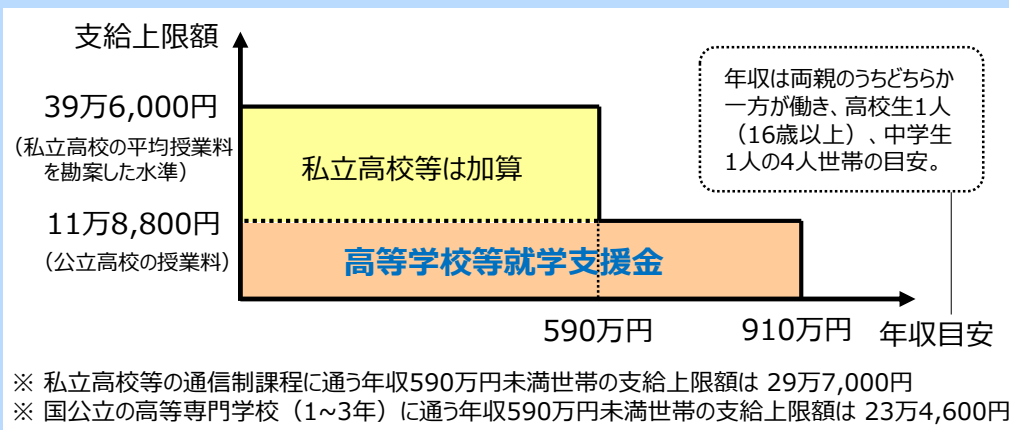 支給上限額
39万6,000円
(私立高校の平均授業料
を勘案した水準)
11万8,800円
(公立高校の授業料)
私立高校等は加算
高等学校等就学支援金
年収は両親のうちどちらか
一方が働き、高校生1人
(16歳以上)、中学生
1人の4人世帯の目安。
590万円
910万円
年収目安
※ 私立高校等の通信制課程に通う年収590万円未満世帯の支給上限額は 29万7,000円
※ 国公立の高等専門学校(1~3年)に通う年収590万円未満世帯の支給上限額は 23万4,600円